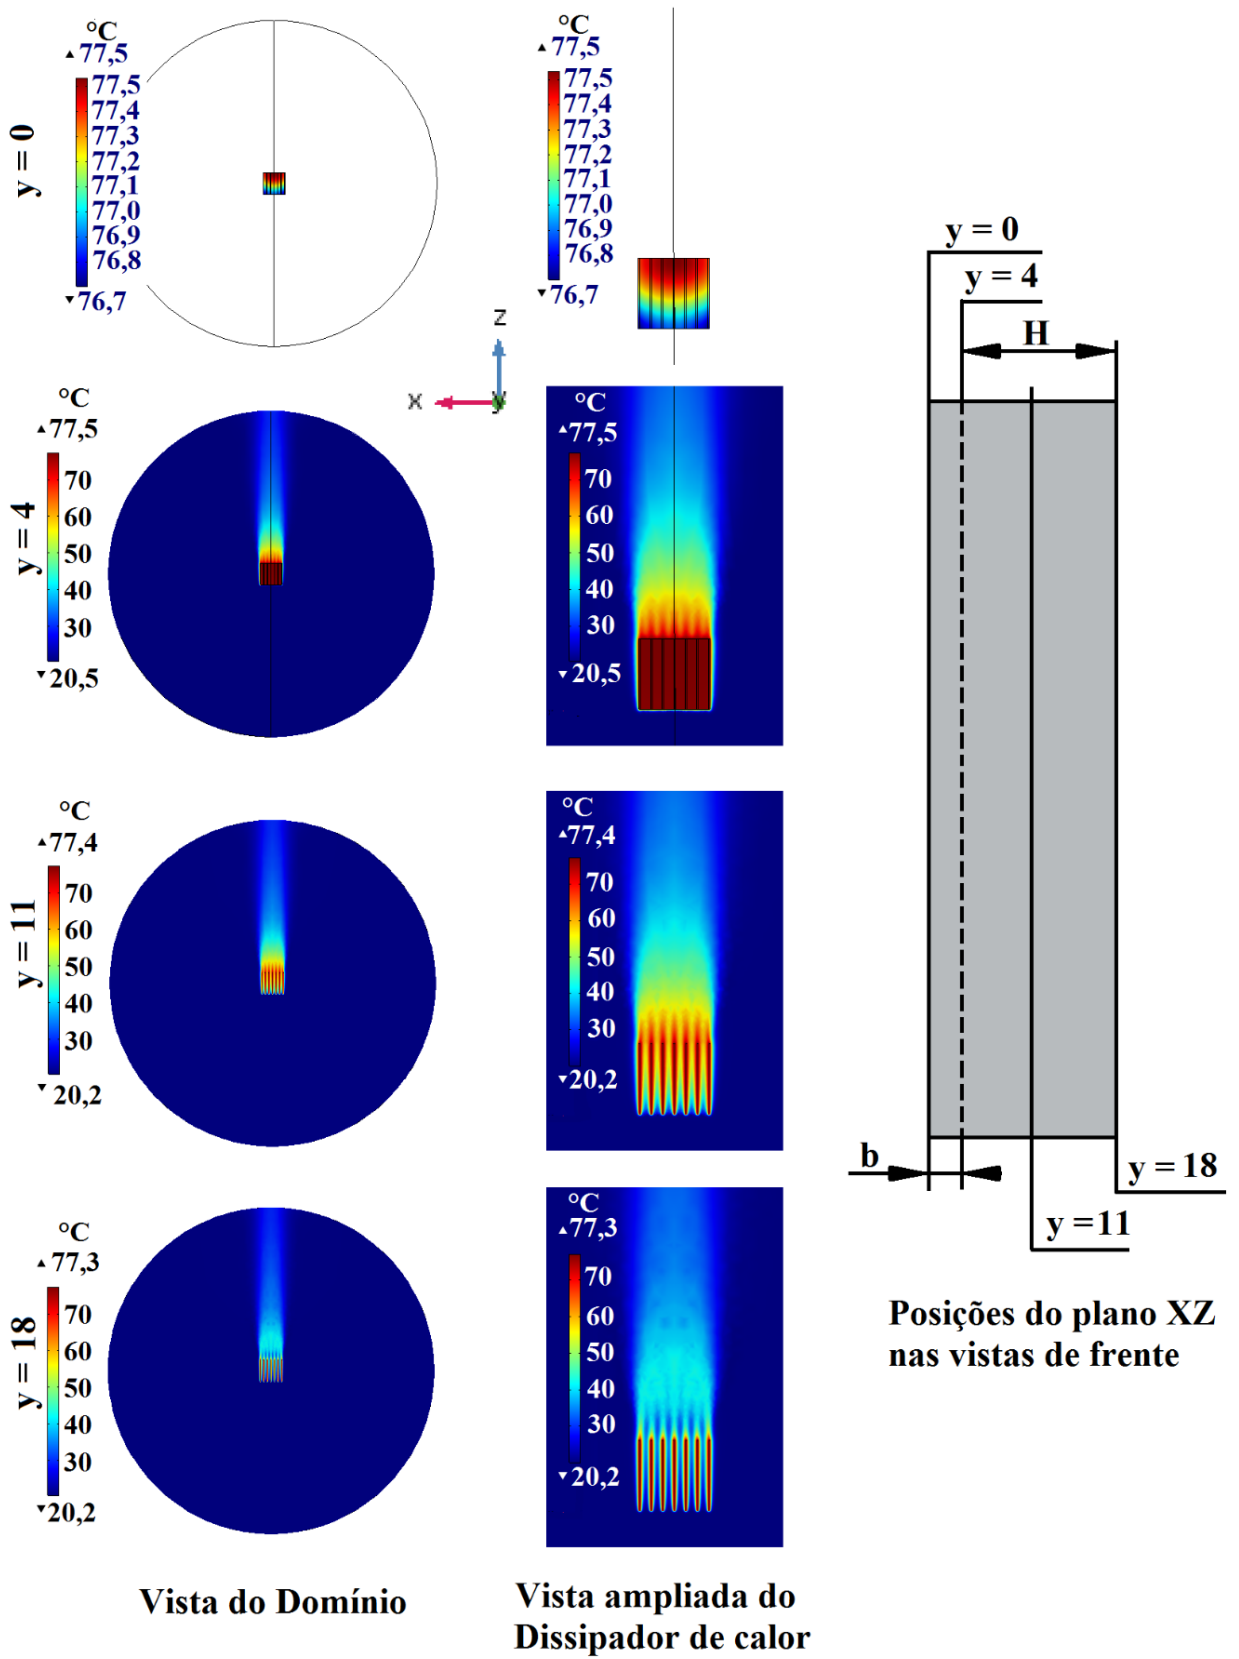 y = 0
°C
▲ 77,5
77,5
77,4
77,3
77,2
77,1
77,0
76,9
76,8
▼ 76,7
°C
▲ 77,5
77,5
77,4
77,3
77,2
77,1
77,0
76,9
76,8
▼ 76,7
z
x
y
y = 4
°C
▲ 77,5
70
60
50
40
30
▼ 20,5
°C
▲ 77,5
70
60
50
40
30
▼ 20,5
y = 11
°C
▲ 77,4
70
60
50
40
30
▼ 20,2
°C
▲ 77,4
70
60
50
40
30
▼ 20,2
y = 18
°C
▲ 77,3
70
60
50
40
30
▼ 20,2
°C
▲ 77,3
70
60
50
40
30
▼ 20,2
Vista do Domínio
Vista ampliada do
Dissipador de calor
y = 0
y = 4
H
b
y = 18
y =11
Posições do plano XZ
nas vistas de frente